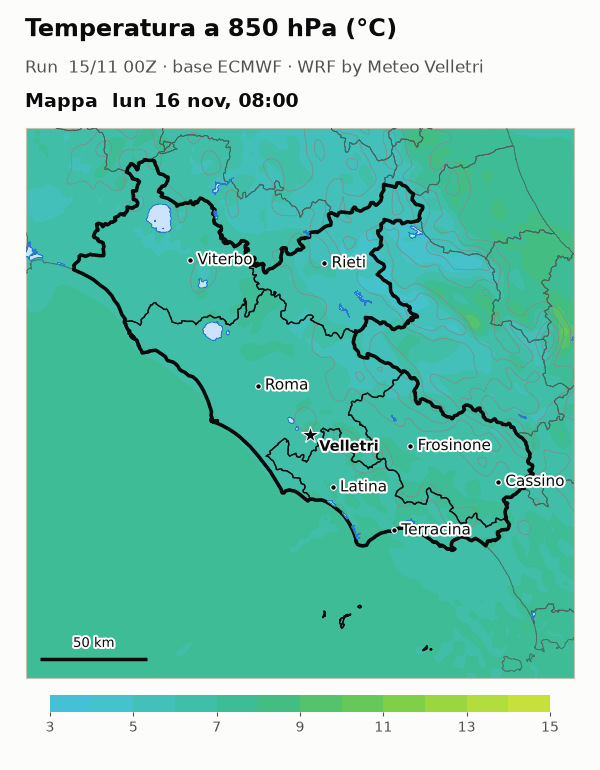 Temperatura a 850 hPa (°C)
Run 15/11 00Z · base ECMWF · WRF by Meteo Velletri
Mappa lun 16 nov, 08:00
Viterbo
Rieti
Roma
Velletri
Frosinone
Cassino
Latina
Terracina
50 km
3 5 7 9 11 13 15